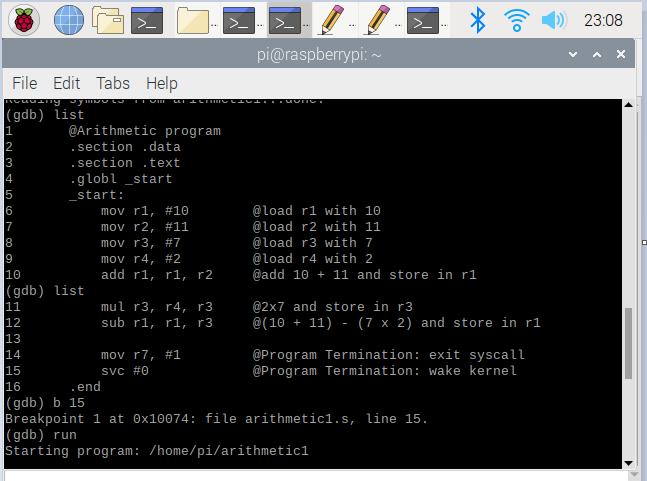 23:08
pi@raspberrypi: ~
File Edit Tabs Help
Reading symbols from arithmetic1...done.
(gdb) list
1       @Arithmetic program
2       .section .data
3       .section .text
4       .globl _start
5       _start:
6           mov r1, #10        @load r1 with 10
7           mov r2, #11        @load r2 with 11
8           mov r3, #7         @load r3 with 7
9           mov r4, #2         @load r4 with 2
10          add r1, r1, r2     @add 10 + 11 and store in r1
(gdb) list
11          mul r3, r4, r3     @2x7 and store in r3
12          sub r1, r1, r3     @(10 + 11) - (7 x 2) and store in r1
13
14          mov r7, #1         @Program Termination: exit syscall
15          svc #0             @Program Termination: wake kernel
16      .end
(gdb) b 15
Breakpoint 1 at 0x10074: file arithmetic1.s, line 15.
(gdb) run
Starting program: /home/pi/arithmetic1